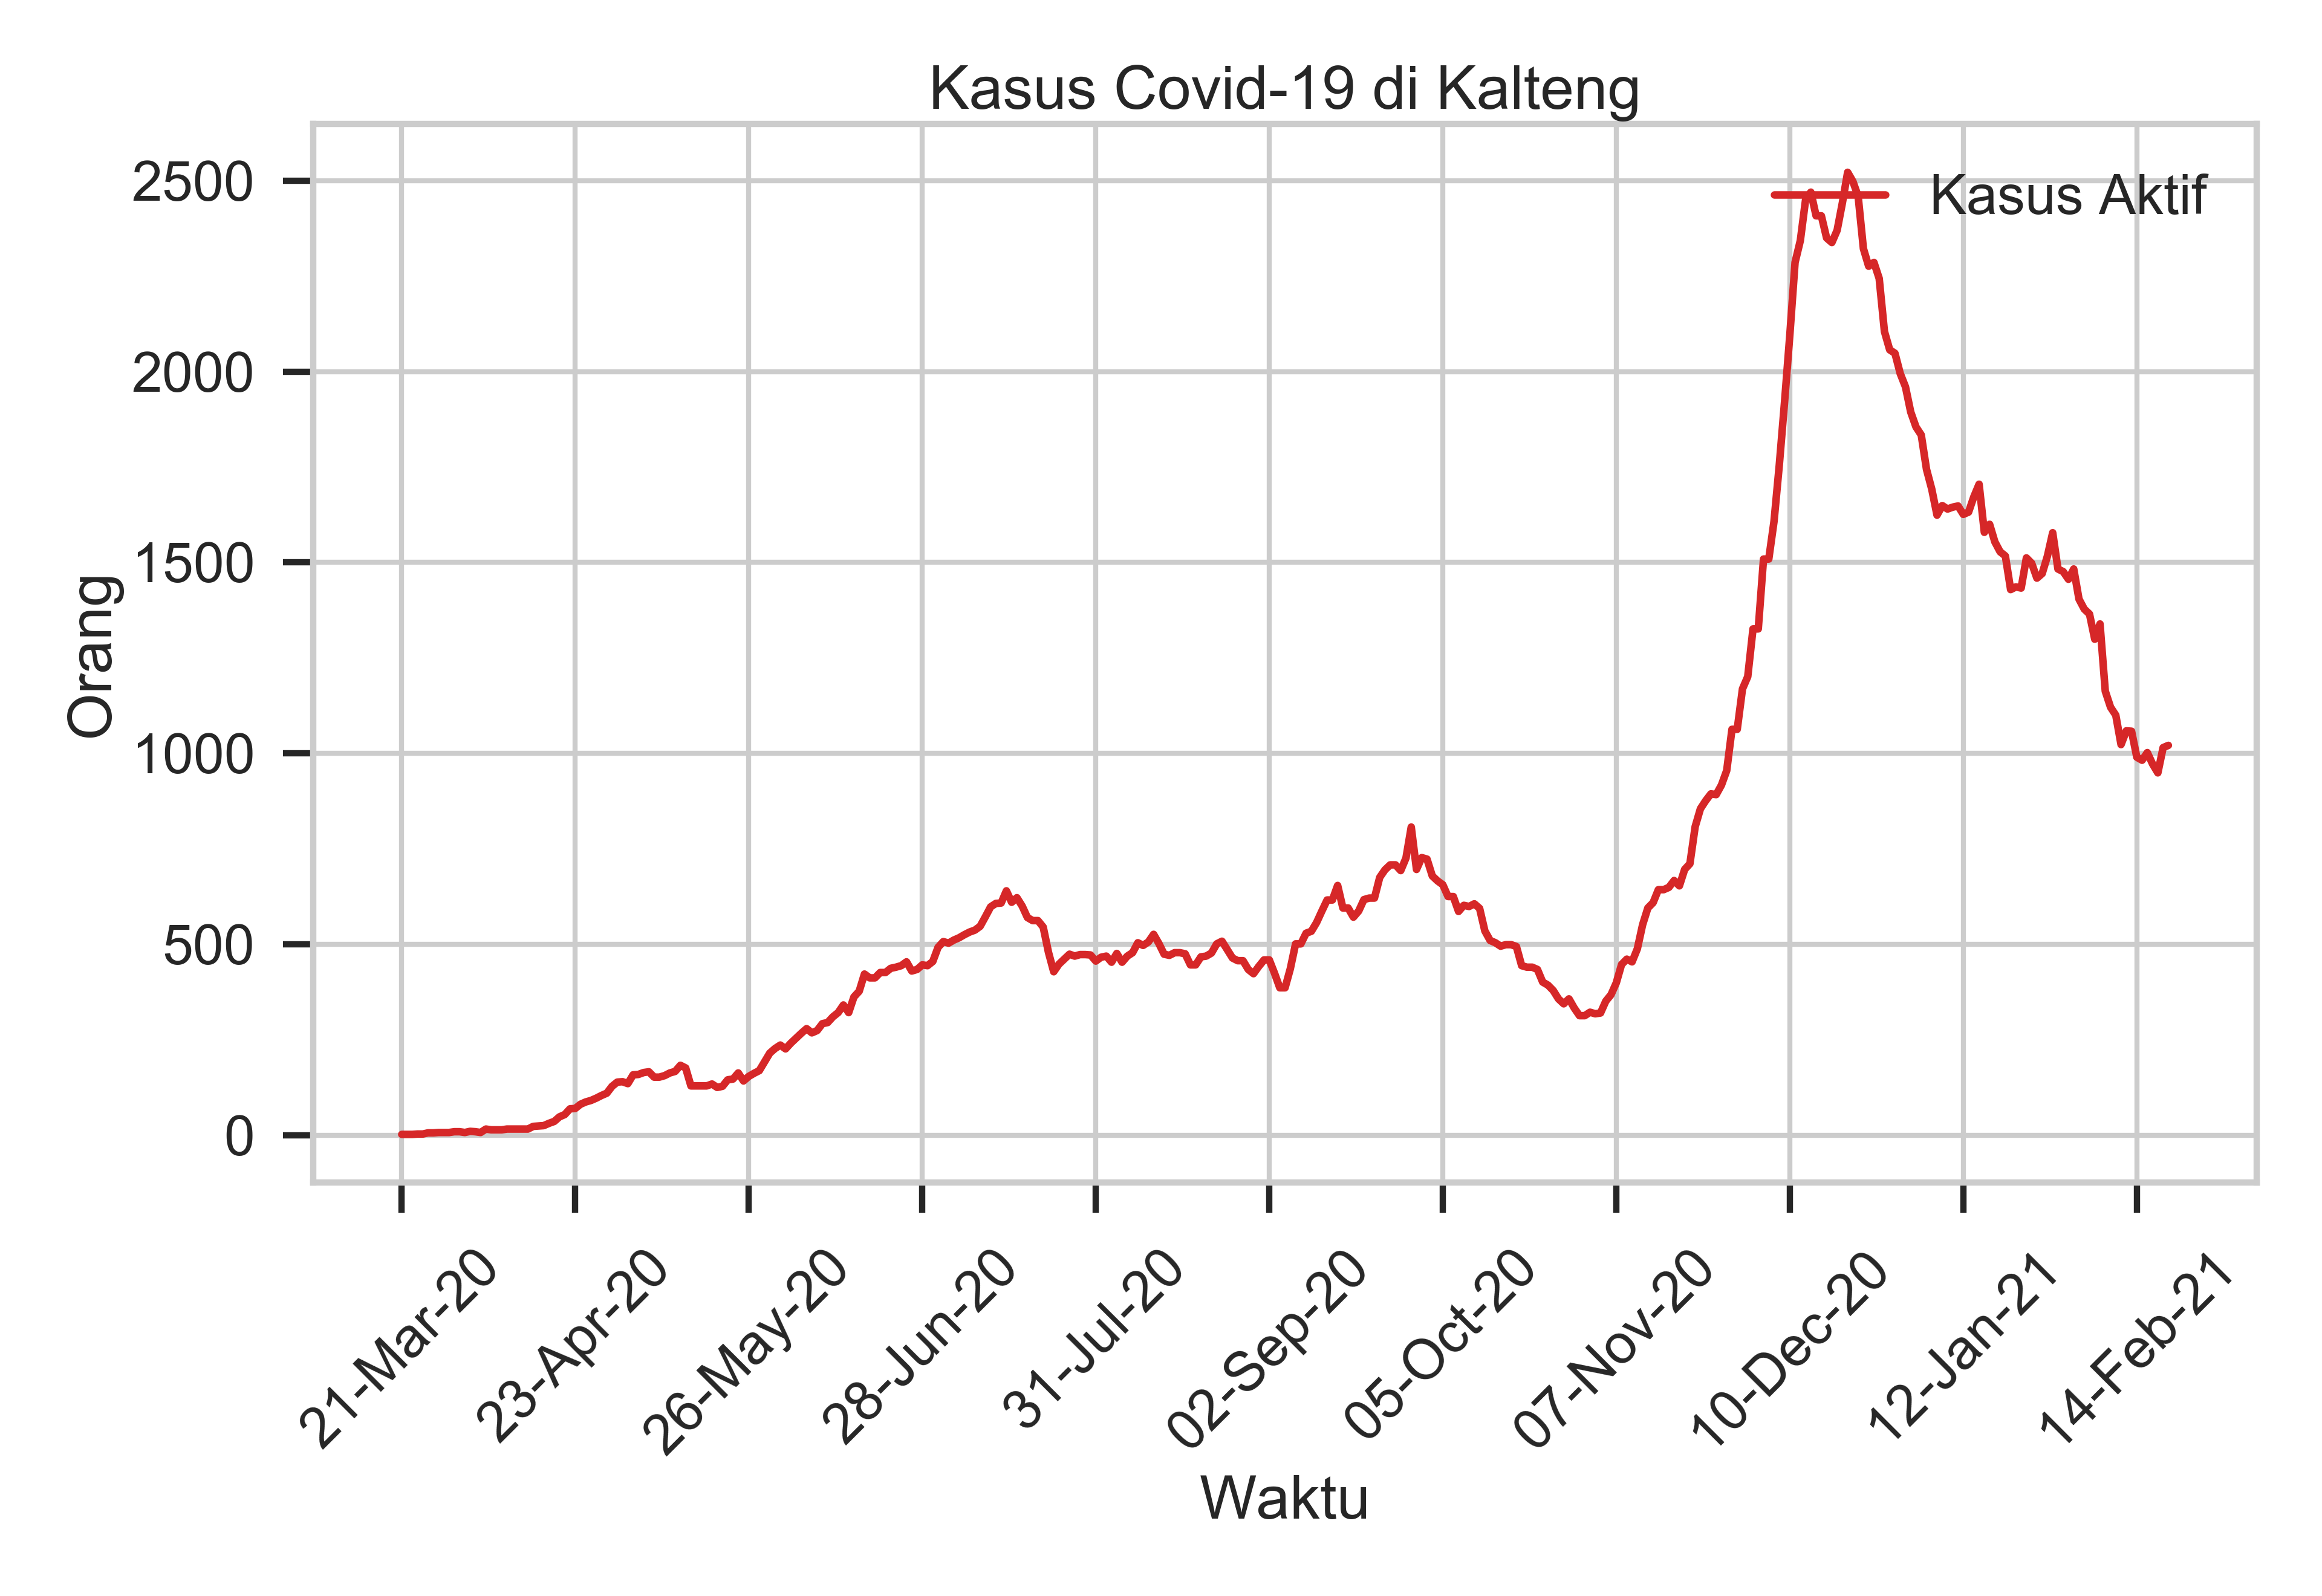 Kasus Covid-19 di Kalteng
Kasus Aktif
2500
2000
1500
1000
500
0
Orang
21-Mar-20
23-Apr-20
26-May-20
28-Jun-20
31-Jul-20
02-Sep-20
05-Oct-20
07-Nov-20
10-Dec-20
12-Jan-21
14-Feb-21
Waktu